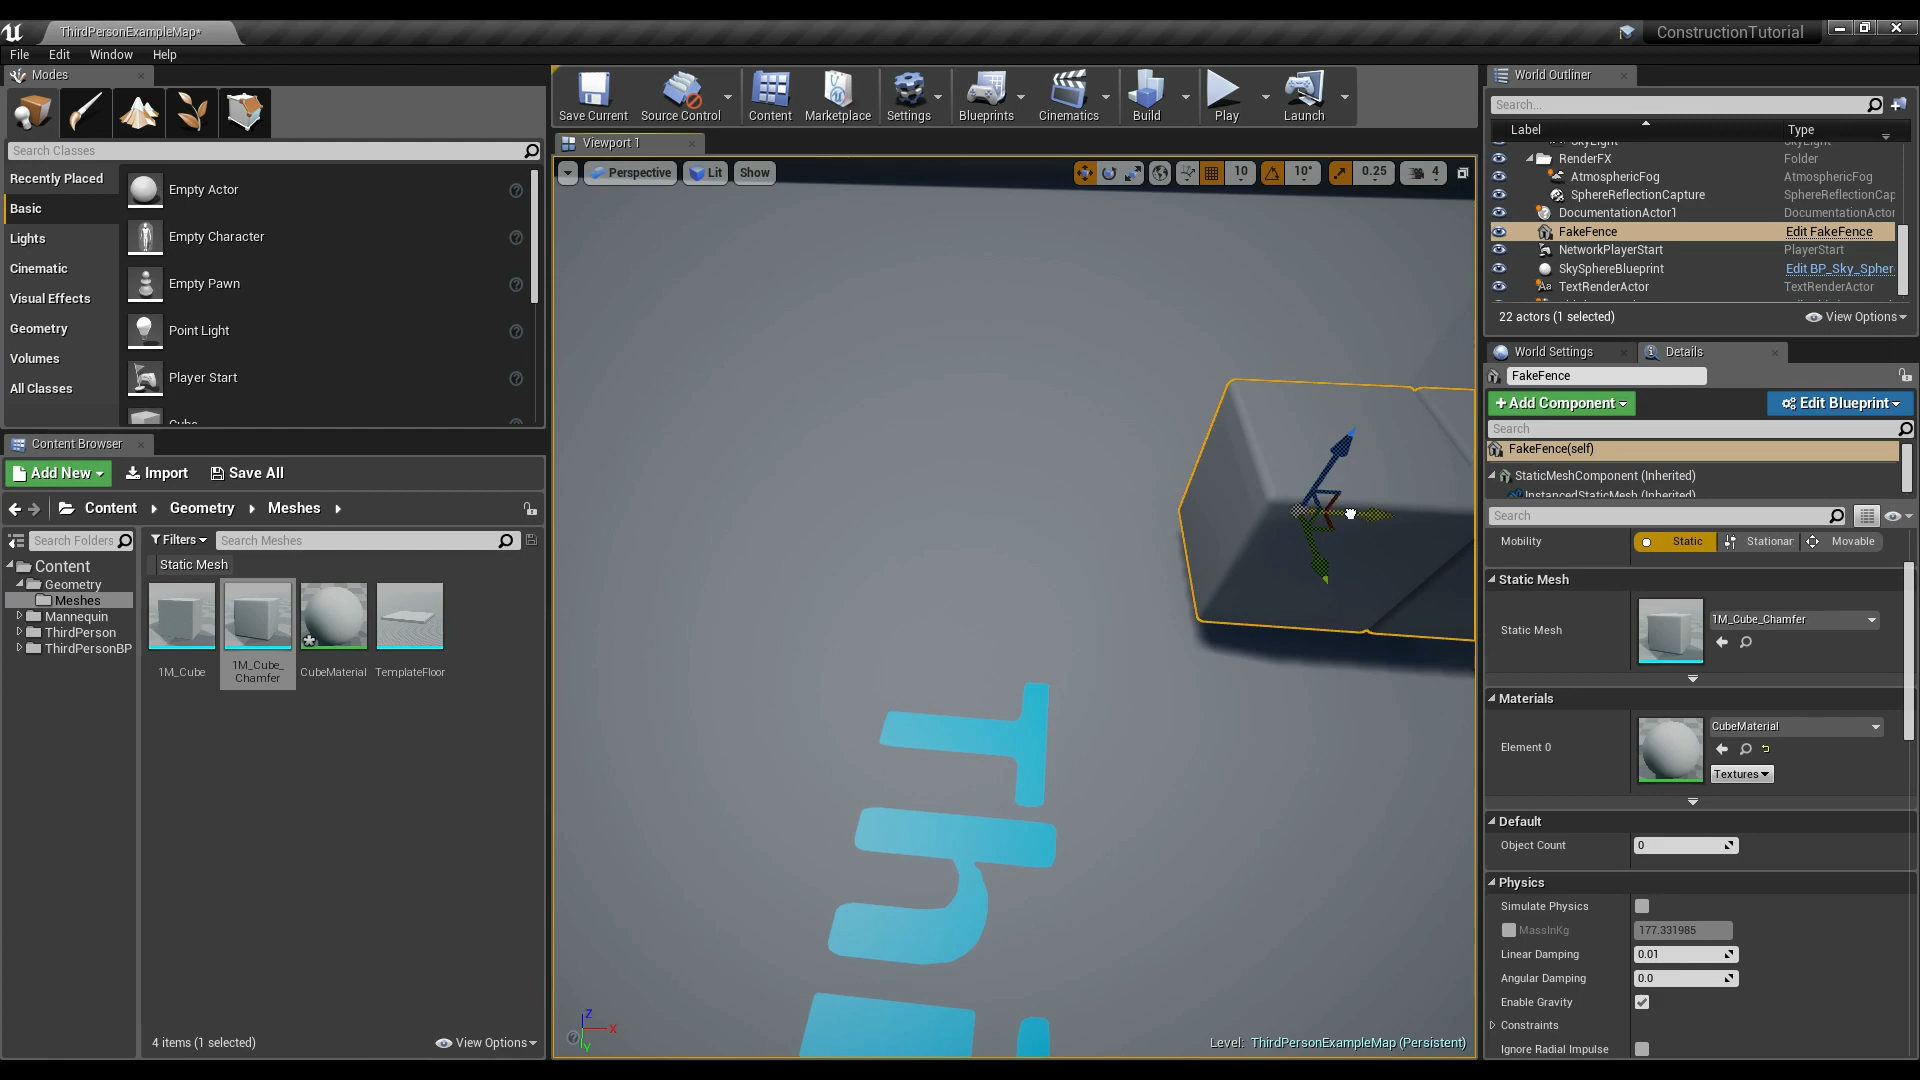 ThirdPersonExampleMap*
ConstructionTutorial
File Edit Window Help
Modes
Search Classes
Recently Placed
Basic
Lights
Cinematic
Visual Effects
Geometry
Volumes
All Classes
Empty Actor
Empty Character
Empty Pawn
Point Light
Player Start
Cube
Content Browser
Add New Import Save All
Content Geometry Meshes
Search Folders
Filters Search Meshes
Static Mesh
Content
Geometry
Meshes
Mannequin
ThirdPerson
ThirdPersonBP
1M_Cube
1M_Cube_
Chamfer
CubeMaterial
TemplateFloor
4 items (1 selected)
View Options
Save Current
Source Control
Content
Marketplace
Settings
Blueprints
Cinematics
Build
Play
Launch
Viewport 1
Perspective Lit Show
10 10° 0.25 4
Thi
Z
X
Y
Level: ThirdPersonExampleMap (Persistent)
World Outliner
Search...
Label Type
SkyLight SkyLight
RenderFX Folder
AtmosphericFog AtmosphericFog
SphereReflectionCapture SphereReflectionCap
DocumentationActor1 DocumentationActor
FakeFence Edit FakeFence
NetworkPlayerStart PlayerStart
SkySphereBlueprint Edit BP_Sky_Spher
TextRenderActor TextRenderActor
22 actors (1 selected)
View Options
World Settings Details
FakeFence
Add Component Edit Blueprint
Search
FakeFence(self)
StaticMeshComponent (Inherited)
InstancedStaticMesh (Inherited)
Search
Mobility Static Stationar Movable
Static Mesh
Static Mesh 1M_Cube_Chamfer
Materials
Element 0 CubeMaterial
Textures
Default
Object Count 0
Physics
Simulate Physics
MassInKg 177.331985
Linear Damping 0.01
Angular Damping 0.0
Enable Gravity
Constraints
Ignore Radial Impulse